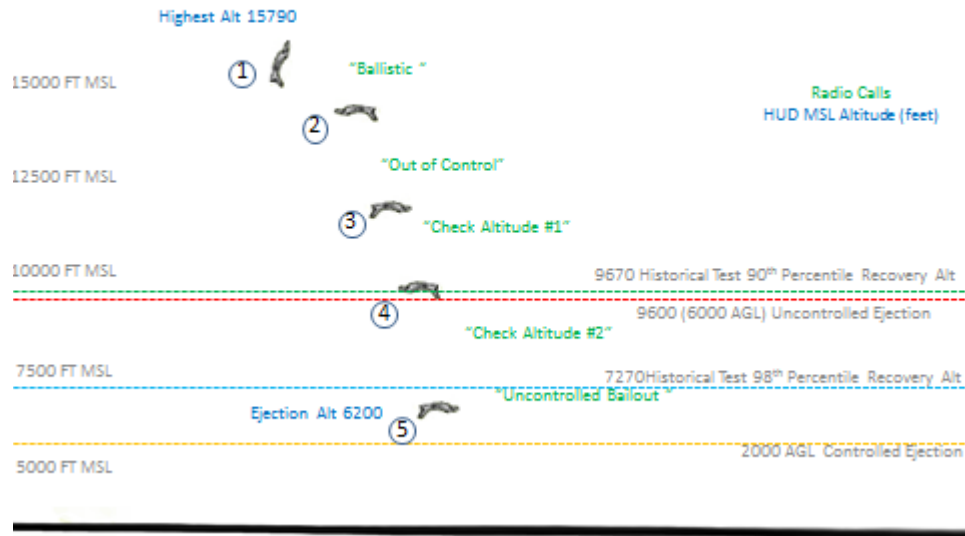 Highest Alt 15790
1
"Ballistic "
15000 FT MSL
Radio Calls
HUD MSL Altitude (feet)
2
"Out of Control"
12500 FT MSL
3
"Check Altitude #1"
10000 FT MSL
9670 Historical Test 90th Percentile Recovery Alt
9600 (6000 AGL) Uncontrolled Ejection
4
"Check Altitude #2"
7500 FT MSL
7270Historical Test 98th Percentile Recovery Alt
"Uncontrolled Bailout "
Ejection Alt 6200
5
2000 AGL Controlled Ejection
5000 FT MSL